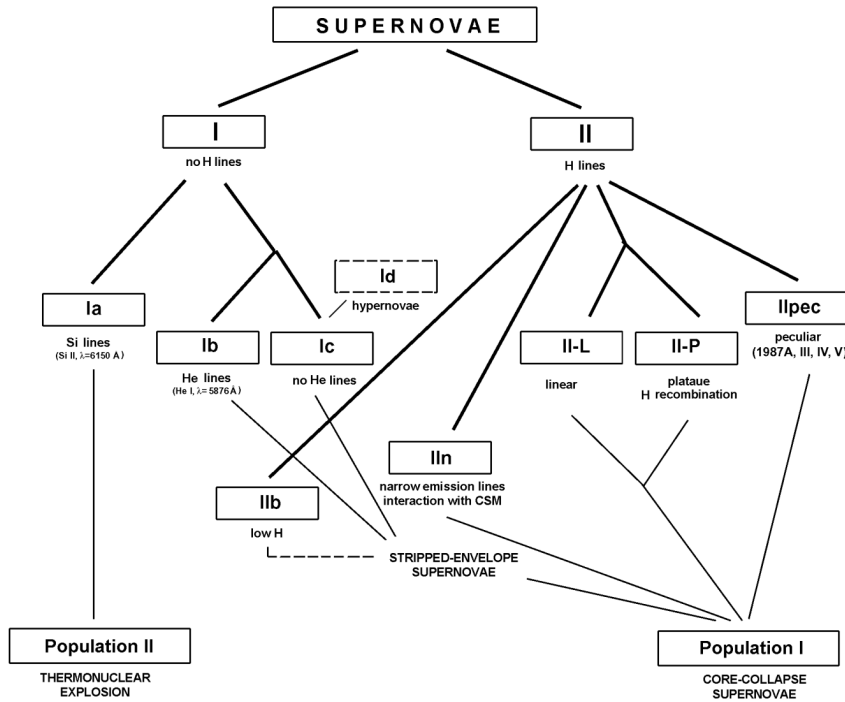 SUPERNOVAE
I
no H lines
II
H lines
Id
hypernovae
Ia
Si lines
(Si II, λ=6150 Å)
Ib
He lines
(He I, λ= 5876Å)
Ic
no He lines
II-L
linear
II-P
plataue
H recombination
IIpec
peculiar
(1987A, III, IV, V)
IIn
narrow emission lines
interaction with CSM
IIb
low H
STRIPPED-ENVELOPE
SUPERNOVAE
Population II
THERMONUCLEAR
EXPLOSION
Population I
CORE-COLLAPSE
SUPERNOVAE